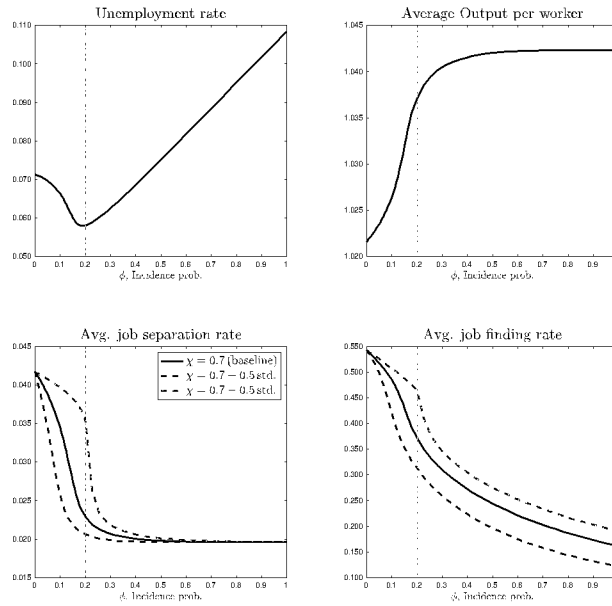 Unemployment rate
0.110
0.100
0.090
0.080
0.070
0.060
0.050
0 0.1 0.2 0.3 0.4 0.5 0.6 0.7 0.8 0.9 1
ϕ, Incidence prob.
Average Output per worker
1.045
1.040
1.035
1.030
1.025
1.020
0 0.1 0.2 0.3 0.4 0.5 0.6 0.7 0.8 0.9
ϕ, Incidence prob.
Avg. job separation rate
0.045
0.040
0.035
0.030
0.025
0.020
0.015
χ = 0.7 (baseline)
χ = 0.7 − 0.5 std.
χ = 0.7 − 0.5 std.
0 0.1 0.2 0.3 0.4 0.5 0.6 0.7 0.8 0.9 1
ϕ, Incidence prob.
Avg. job finding rate
0.550
0.500
0.450
0.400
0.350
0.300
0.250
0.200
0.150
0.100
0 0.1 0.2 0.3 0.4 0.5 0.6 0.7 0.8 0.9
ϕ, Incidence prob.